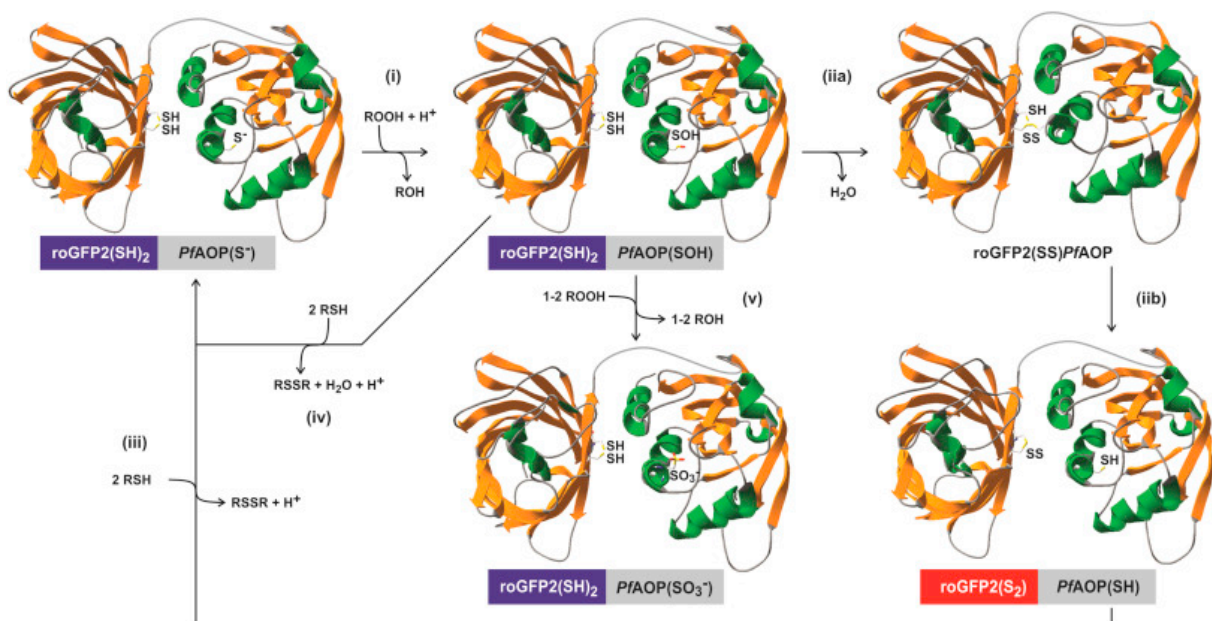 (i)
ROOH + H⁺
ROH
SH
SH
S⁻
roGFP2(SH)₂ PfAOP(S⁻)
SH
SH
SOH
roGFP2(SH)₂ PfAOP(SOH)
(iia)
H₂O
SH
SS
roGFP2(SS)PfAOP
2 RSH
RSSR + H₂O + H⁺
(iv)
1-2 ROOH
1-2 ROH
(v)
(iib)
(iii)
2 RSH
RSSR + H⁺
SH
SH
SO₃⁻
roGFP2(SH)₂ PfAOP(SO₃⁻)
SS
SH
roGFP2(S₂) PfAOP(SH)